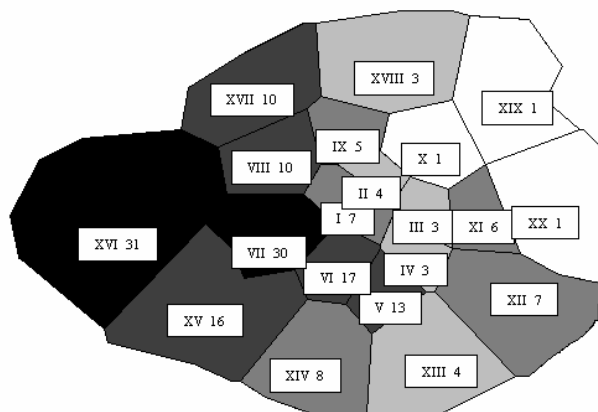 XVIII 3
XVII 10
XIX 1
IX 5
X 1
VIII 10
II 4
I 7
III 3
XI 6
XX 1
XVI 31
VII 30
VI 17
IV 3
V 13
XII 7
XV 16
XIV 8
XIII 4